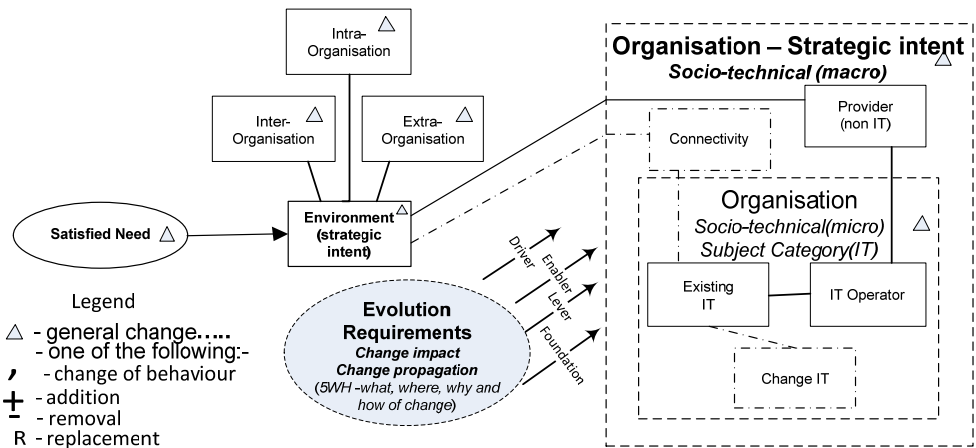 Intra-
Organisation
Inter-
Organisation
Extra-
Organisation
Satisfied Need
Environment
(strategic
intent)
Organisation – Strategic intent
Socio-technical (macro)
Provider
(non IT)
Connectivity
Organisation
Socio-technical(micro)
Subject Category(IT)
Existing
IT
IT Operator
Change IT
Driver
Enabler
Lever
Foundation
Evolution
Requirements
Change impact
Change propagation
(5WH -what, where, why and
how of change)
Legend
- general change.....
- one of the following:-
, - change of behaviour
+ - addition
- - removal
R - replacement